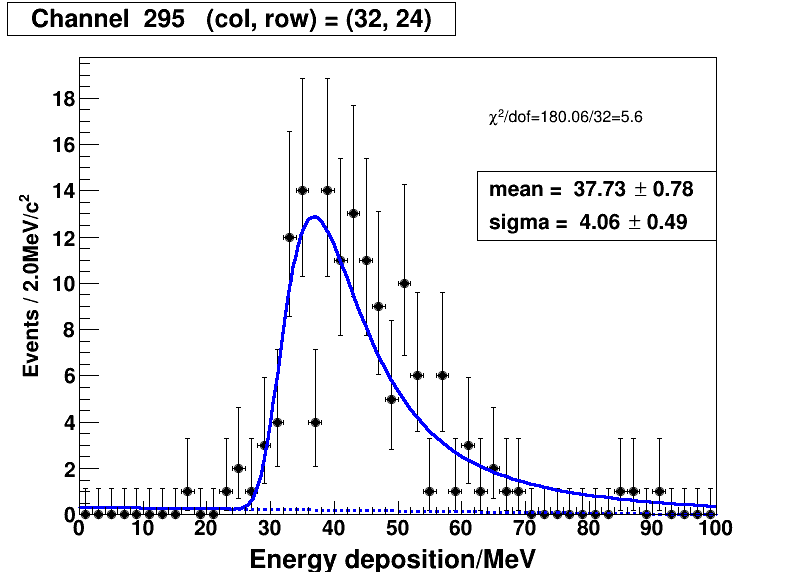 Channel  295   (col, row) = (32, 24)
χ²/dof=180.06/32=5.6
mean =  37.73 ± 0.78
sigma =  4.06 ± 0.49
Events / 2.0MeV/c²
18
16
14
12
10
8
6
4
2
0
0 10 20 30 40 50 60 70 80 90 100
Energy deposition/MeV